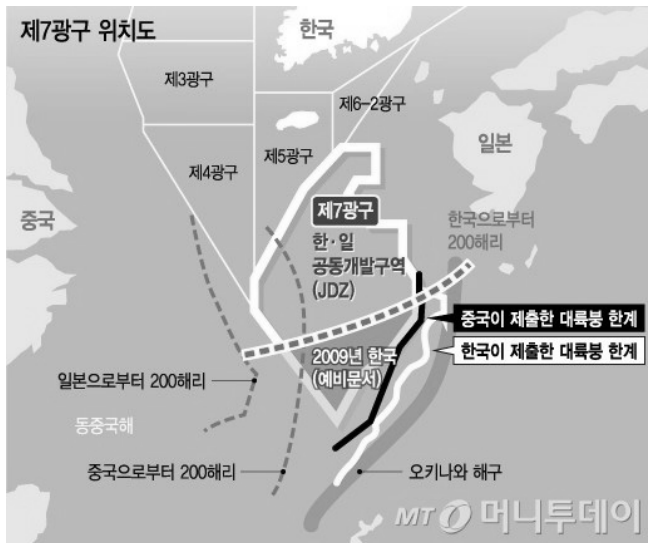 제7광구 위치도
한국
제3광구
제6-2광구
제5광구
제4광구
일본
중국
제7광구
한·일
공동개발구역
(JDZ)
한국으로부터
200해리
중국이 제출한 대륙붕 한계
한국이 제출한 대륙붕 한계
2009년 한국
(예비문서)
일본으로부터 200해리
동중국해
중국으로부터 200해리
오키나와 해구
MT 머니투데이